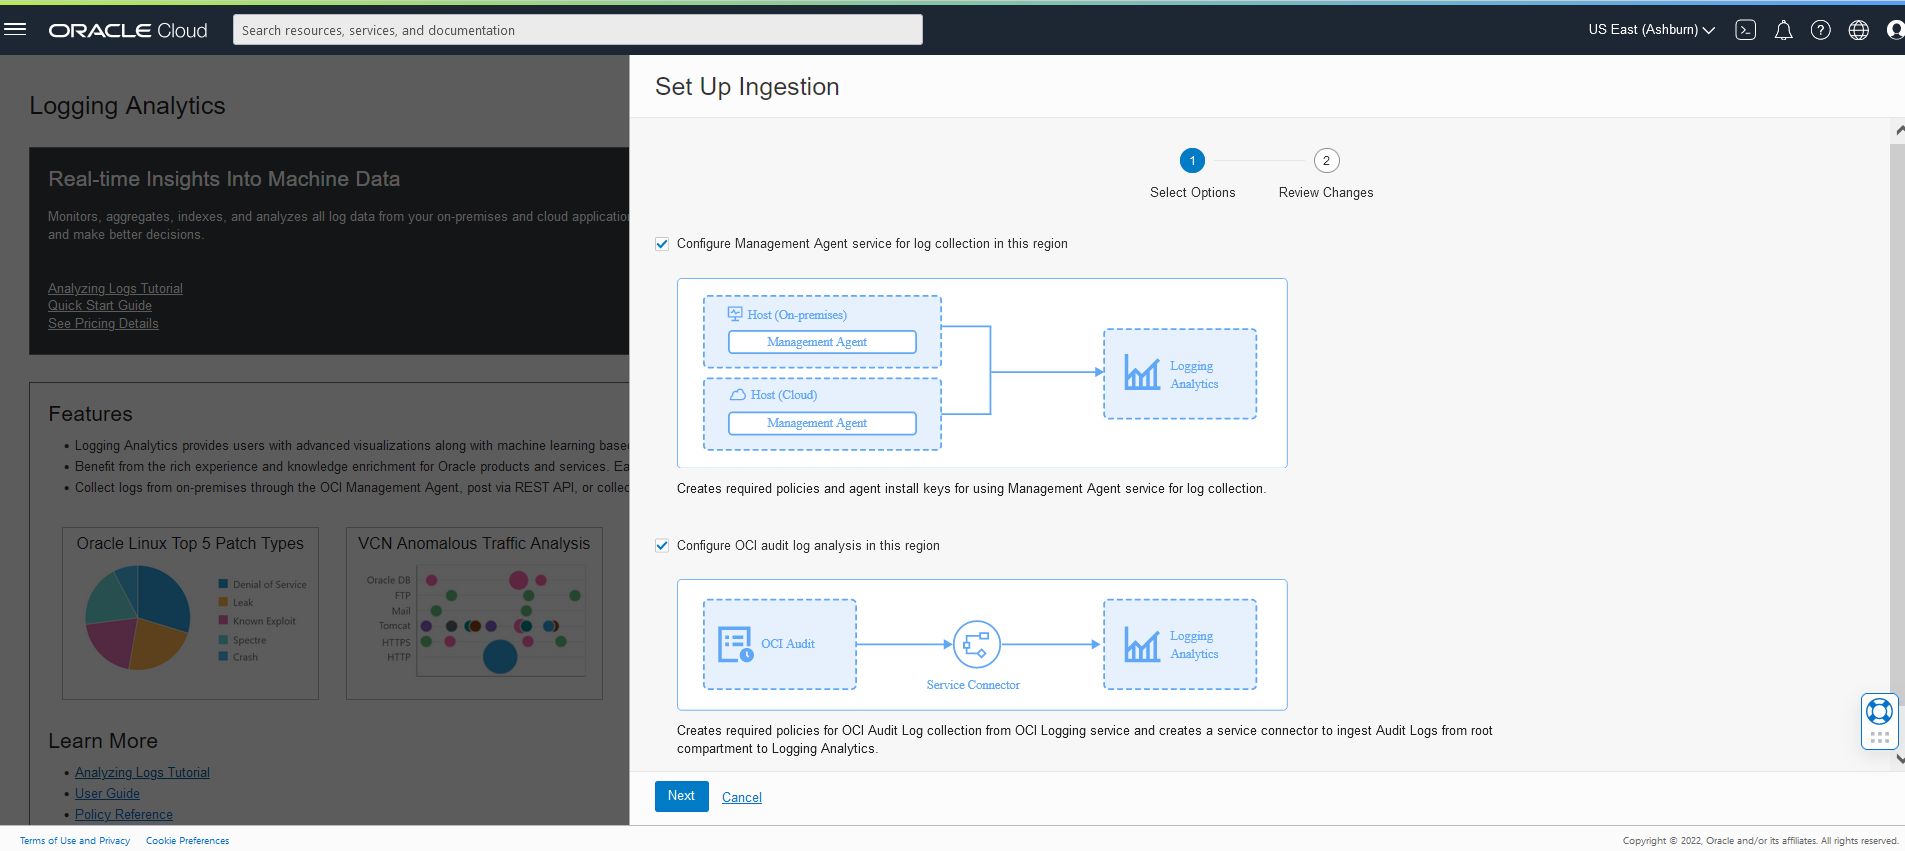 ORACLE Cloud
Search resources, services, and documentation
US East (Ashburn)
Logging Analytics
Real-time Insights Into Machine Data
Monitors, aggregates, indexes, and analyzes all log data from your on-premises and cloud applicatio
and make better decisions.
Analyzing Logs Tutorial
Quick Start Guide
See Pricing Details
Features
• Logging Analytics provides users with advanced visualizations along with machine learning base
• Benefit from the rich experience and knowledge enrichment for Oracle products and services. Ea
• Collect logs from on-premises through the OCI Management Agent, post via REST API, or collec
Oracle Linux Top 5 Patch Types
Denial of Service
Leak
Known Exploit
Spectre
Crash
VCN Anomalous Traffic Analysis
Oracle DB
FTP
Mail
Tomcat
HTTPS
HTTP
Learn More
• Analyzing Logs Tutorial
• User Guide
• Policy Reference
Set Up Ingestion
1
Select Options
2
Review Changes
Configure Management Agent service for log collection in this region
Host (On-premises)
Management Agent
Host (Cloud)
Management Agent
Logging
Analytics
Creates required policies and agent install keys for using Management Agent service for log collection.
Configure OCI audit log analysis in this region
OCI Audit
Service Connector
Logging
Analytics
Creates required policies for OCI Audit Log collection from OCI Logging service and creates a service connector to ingest Audit Logs from root
compartment to Logging Analytics.
Next
Cancel
Terms of Use and Privacy
Cookie Preferences
Copyright © 2022, Oracle and/or its affiliates. All rights reserved.